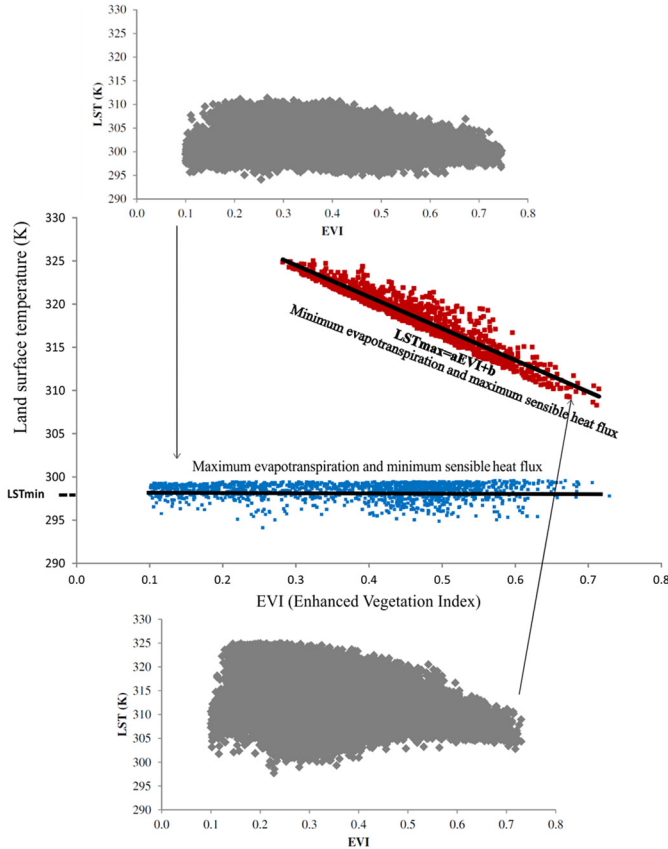 LST (K)
330
325
320
315
310
305
300
295
290
0.0 0.1 0.2 0.3 0.4 0.5 0.6 0.7 0.8
EVI
Land surface temperature (K)
330
325
320
315
310
305
300
295
290
LSTmin
LSTmax=aEVI+b
Minimum evapotranspiration and maximum sensible heat flux
Maximum evapotranspiration and minimum sensible heat flux
0.0 0.1 0.2 0.3 0.4 0.5 0.6 0.7 0.8
EVI (Enhanced Vegetation Index)
LST (K)
330
325
320
315
310
305
300
295
290
0.0 0.1 0.2 0.3 0.4 0.5 0.6 0.7 0.8
EVI